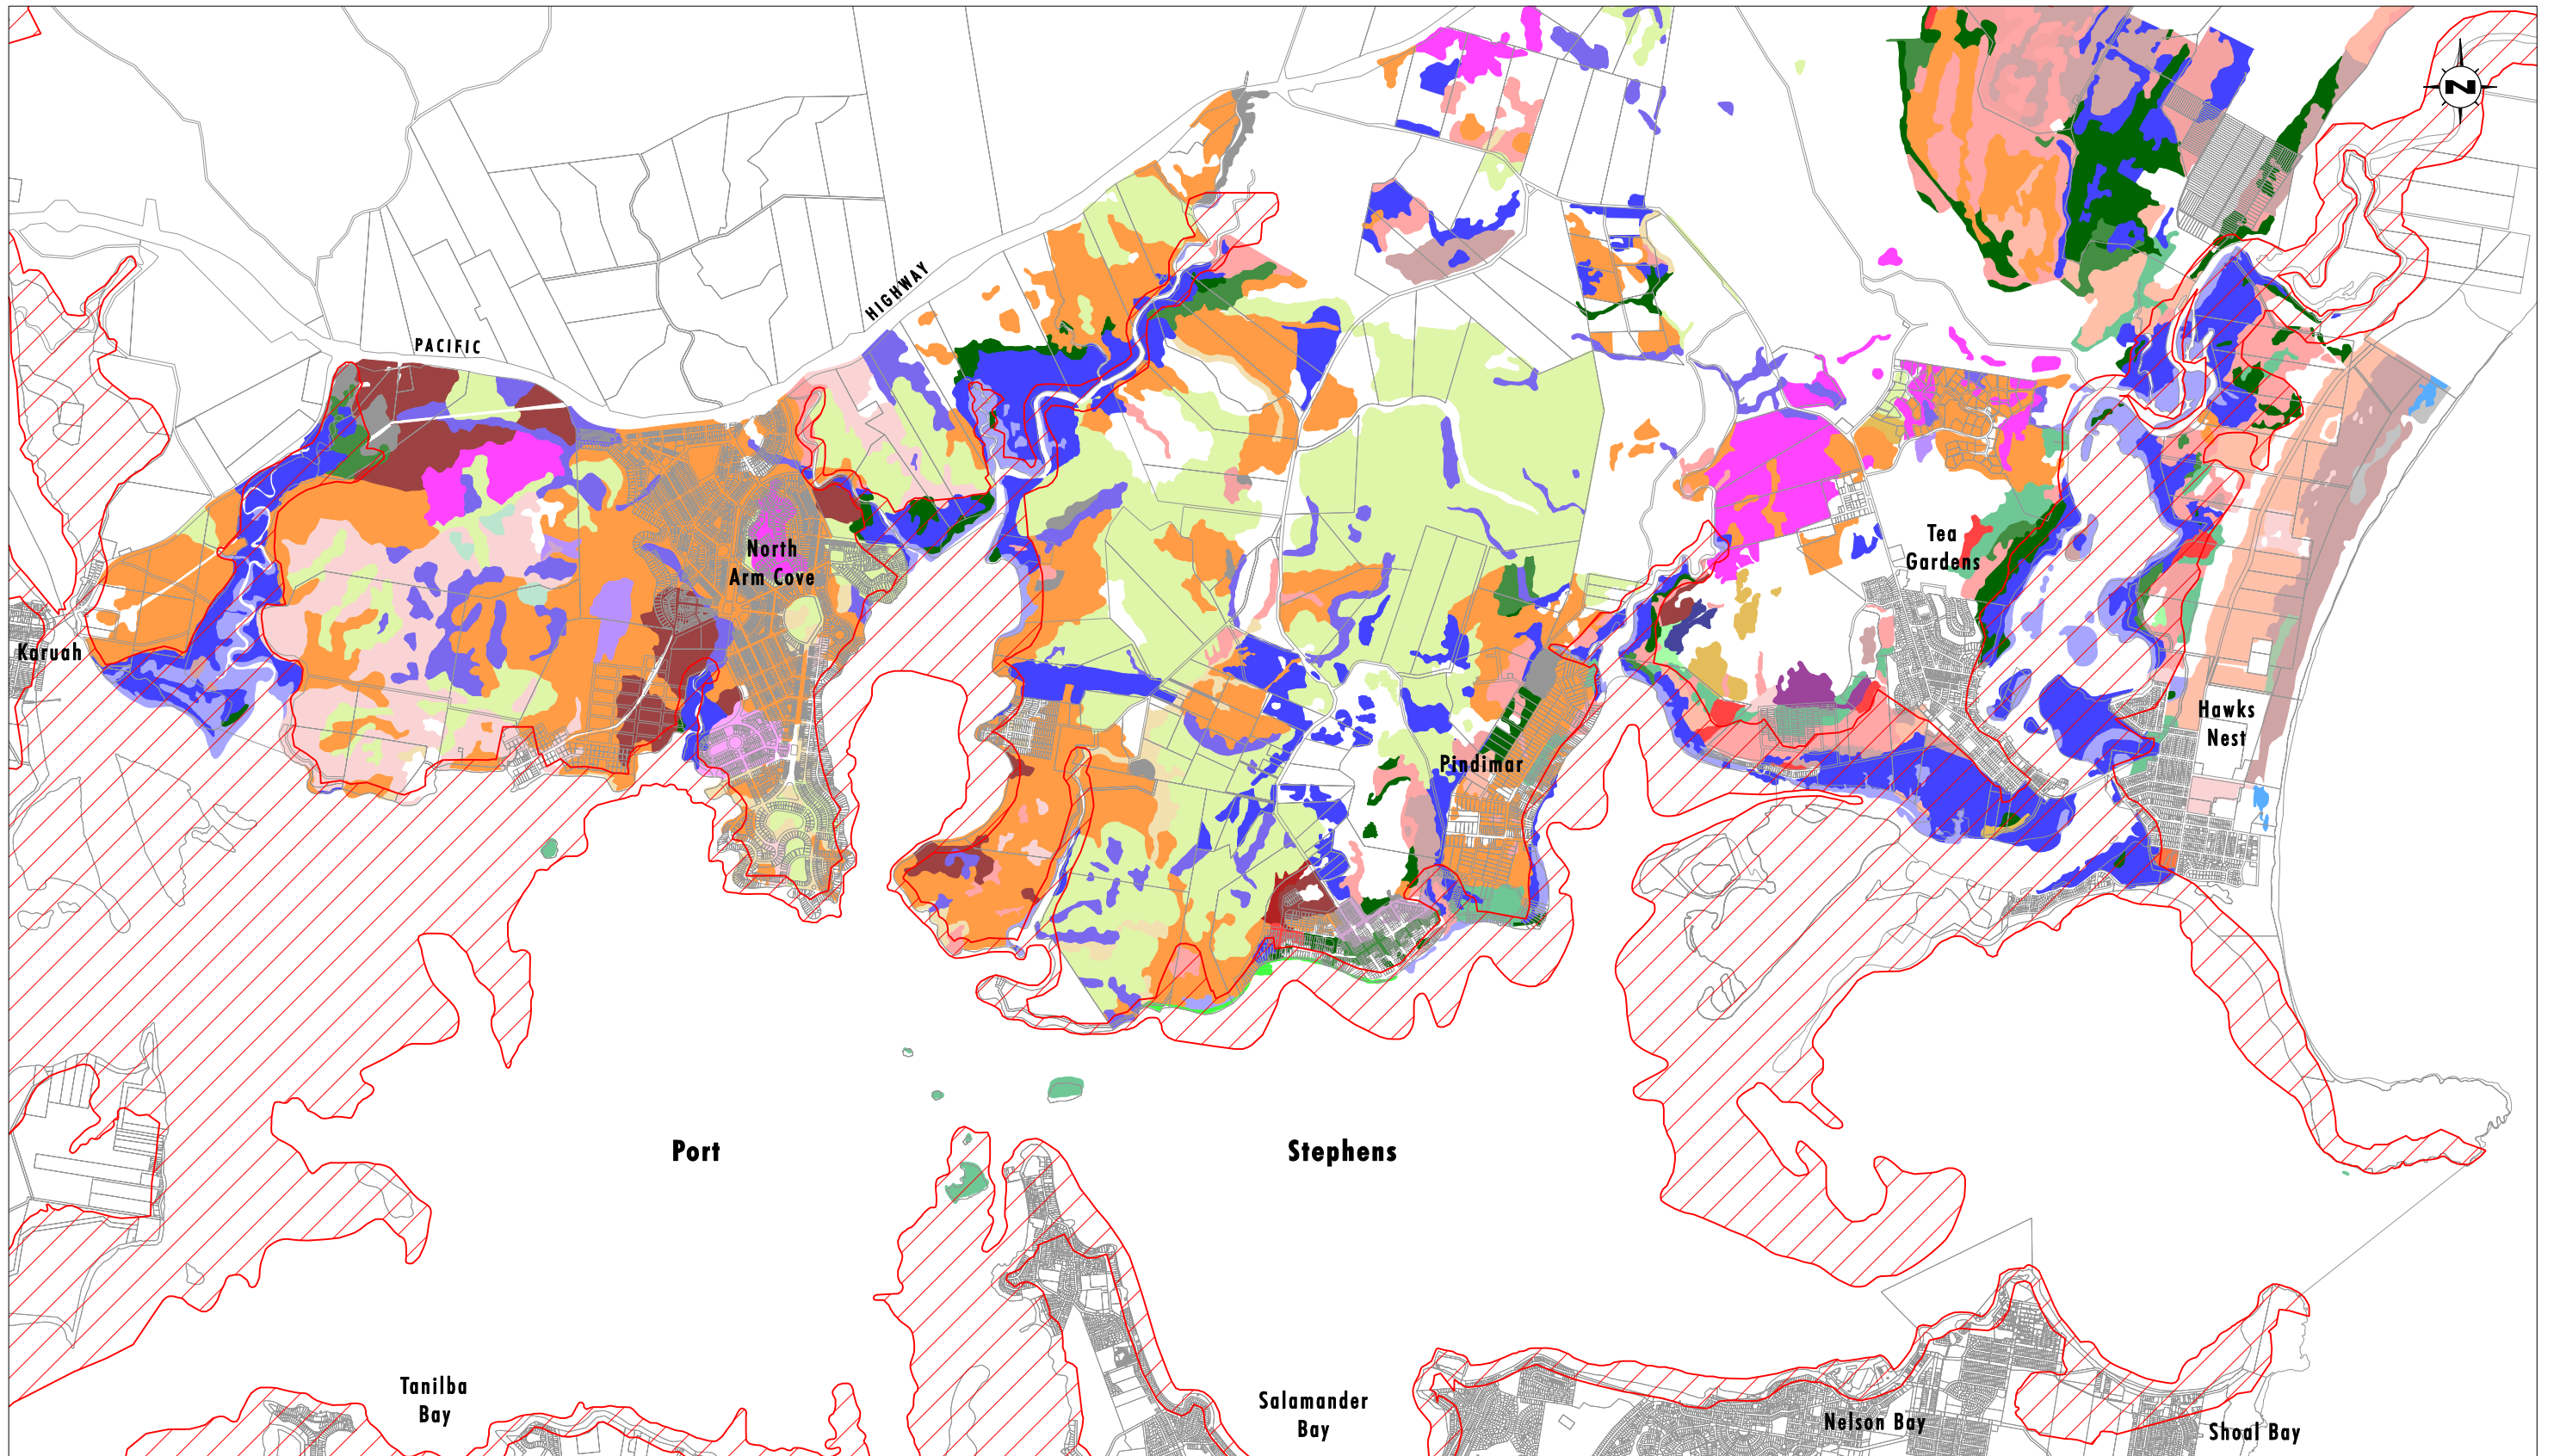 N
PACIFIC
HIGHWAY
North
Arm Cove
Tea
Gardens
Karuah
Hawks
Nest
Pindimar
Port
Stephens
Tanilba
Bay
Salamander
Bay
Nelson Bay
Shoal Bay